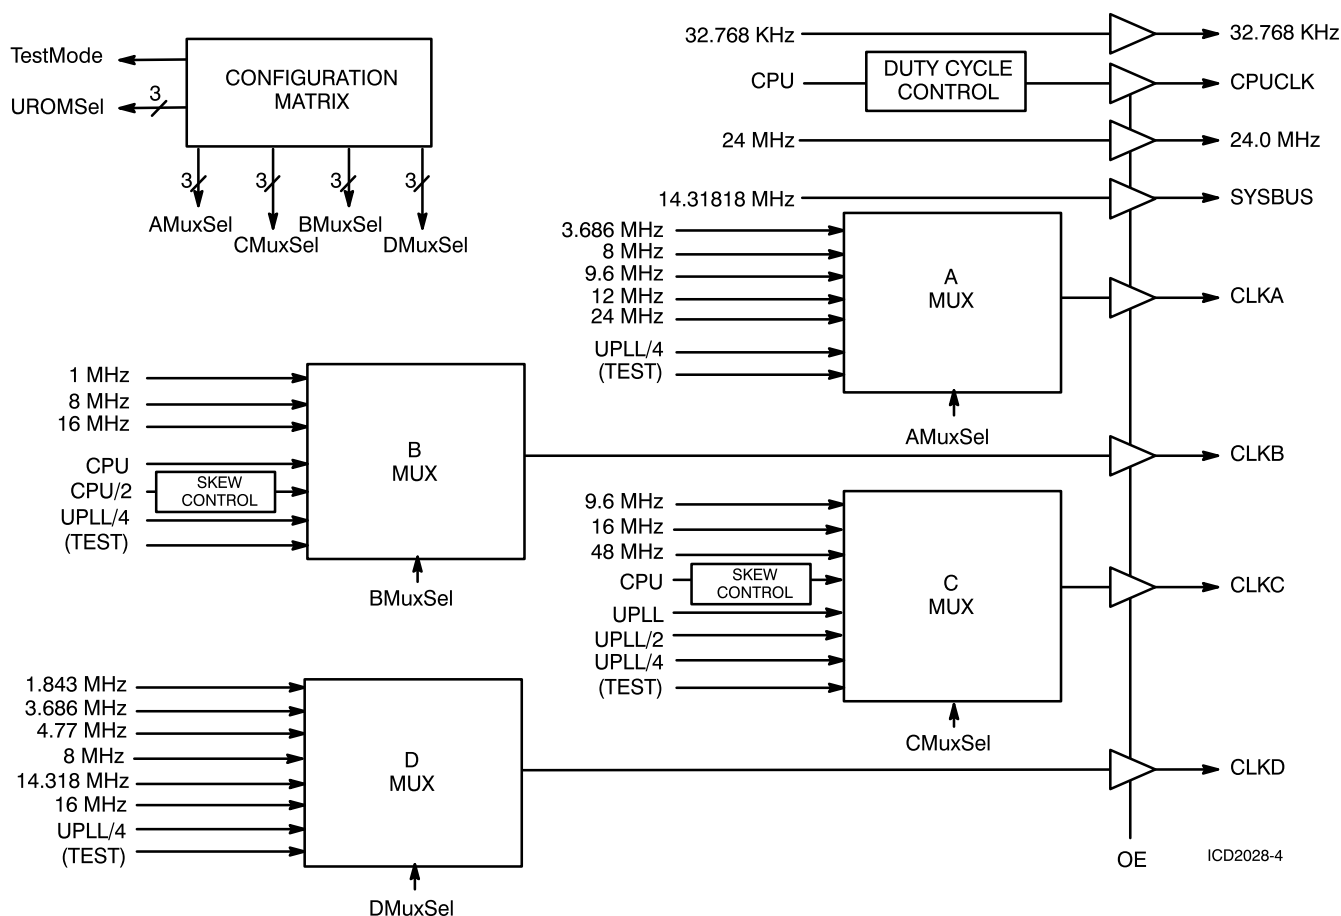 TestMode
UROMSel
3
CONFIGURATION
MATRIX
3
3
3
3
AMuxSel
CMuxSel
BMuxSel
DMuxSel
32.768 KHz
32.768 KHz
CPU
DUTY CYCLE
CONTROL
CPUCLK
24 MHz
24.0 MHz
14.31818 MHz
SYSBUS
3.686 MHz
8 MHz
9.6 MHz
12 MHz
24 MHz
UPLL/4
(TEST)
A
MUX
AMuxSel
CLKA
1 MHz
8 MHz
16 MHz
CPU
CPU/2
SKEW
CONTROL
UPLL/4
(TEST)
B
MUX
BMuxSel
CLKB
9.6 MHz
16 MHz
48 MHz
CPU
SKEW
CONTROL
UPLL
UPLL/2
UPLL/4
(TEST)
C
MUX
CMuxSel
CLKC
1.843 MHz
3.686 MHz
4.77 MHz
8 MHz
14.318 MHz
16 MHz
UPLL/4
(TEST)
D
MUX
DMuxSel
CLKD
OE
ICD2028-4